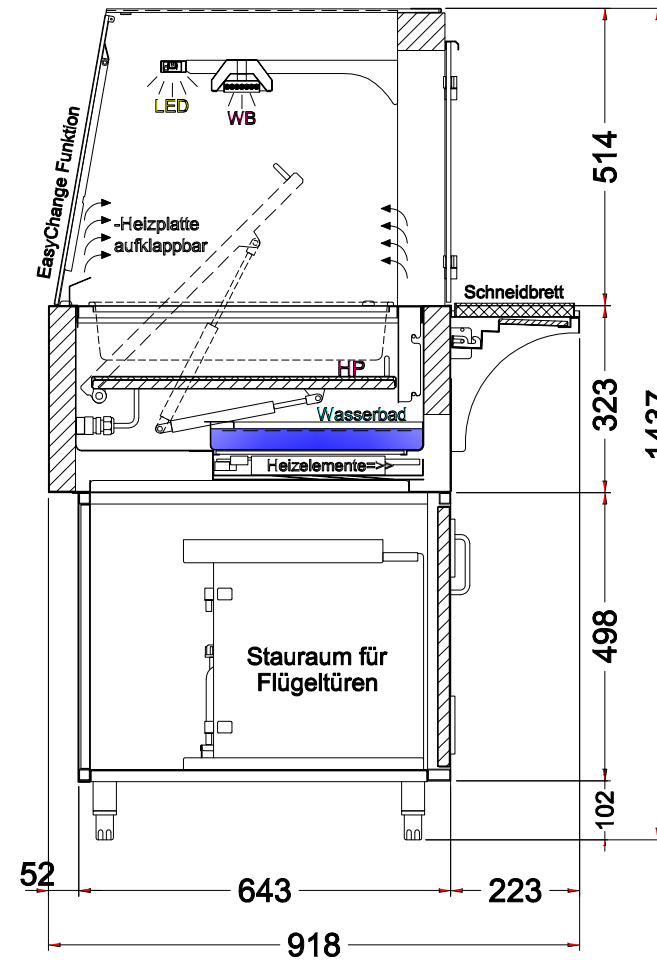 LED
WB
EasyChange Funktion
-Heizplatte
aufklappbar
514
Schneidbrett
HP
Wasserbad
Heizelemente=>>
323
1437
Stauraum für
Flügeltüren
498
102
52
643
223
918